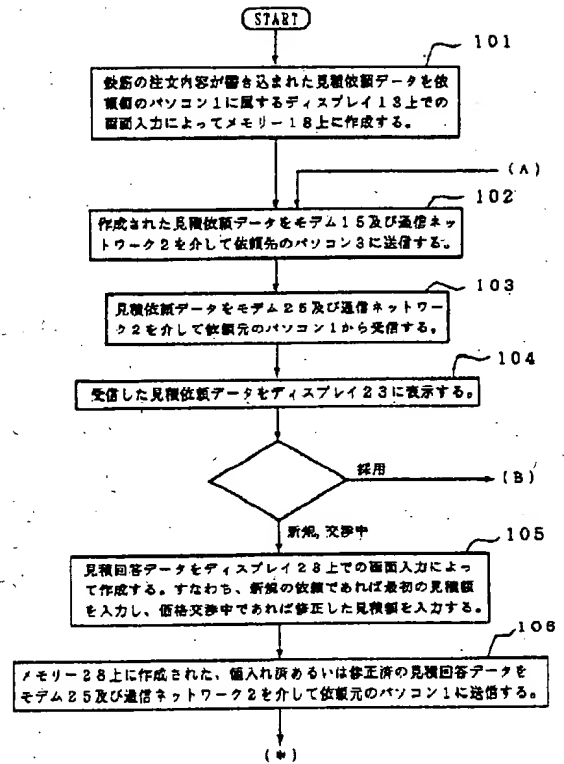 START
101
鉄筋の注文内容が書き込まれた見積依頼データを依
頼側のパソコン1に属するディスプレイ13上での
画面入力によってメモリー18上に作成する。
(A)
102
作成された見積依頼データをモデム15及び通信ネッ
トワーク2を介して依頼先のパソコン3に送信する。
103
見積依頼データをモデム25及び通信ネットワー
ク2を介して依頼元のパソコン1から受信する。
104
受信した見積依頼データをディスプレイ23に表示する。
採用
(B)
新規,交渉中
105
見積回答データをディスプレイ28上での画面入力によっ
て作成する。すなわち、新規の依頼であれば最初の見積額
を入力し、価格交渉中であれば修正した見積額を入力する。
106
メモリー28上に作成された、値入れ済あるいは修正済の見積回答データを
モデム25及び通信ネットワーク2を介して依頼元のパソコン1に送信する。
(*)